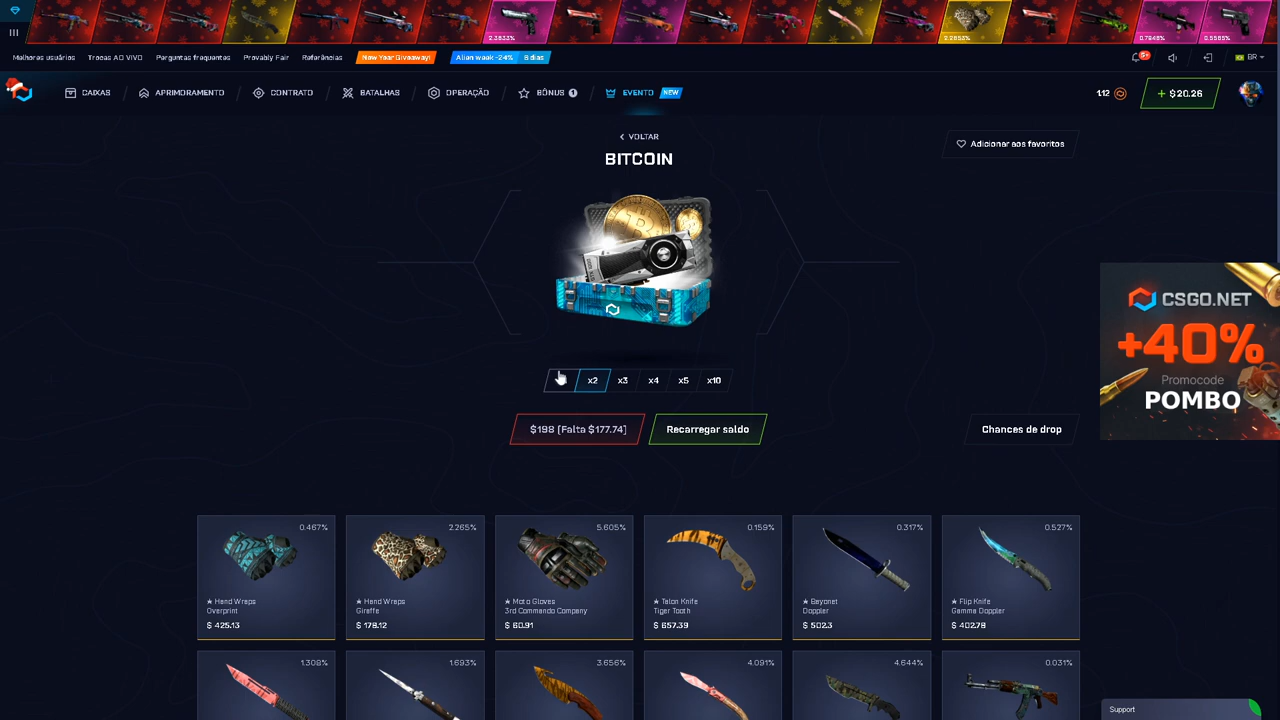 2.3833%
2.2653%
0.7948%
0.5565%
Melhores usuários
Trocas AO VIVO
Perguntas frequentes
Provably Fair
Referências
New Year Giveaway!
Alien week -24%
8 dias
5+
BR
CAIXAS
APRIMORAMENTO
CONTRATO
BATALHAS
OPERAÇÃO
BÔNUS 1
EVENTO NEW
112
+ $20.26
VOLTAR
BITCOIN
Adicionar aos favoritos
x2
x3
x4
x5
x10
$198 [Falta $177.74]
Recarregar saldo
Chances de drop
CSGO.NET
+40%
Promocode
POMBO
0.467%
★ Hand Wraps
Overprint
$ 425.13
2.265%
★ Hand Wraps
Giraffe
$ 178.12
5.605%
★ Moto Gloves
3rd Commando Company
$ 60.91
0.159%
★ Talon Knife
Tiger Tooth
$ 657.39
0.317%
★ Bayonet
Doppler
$ 502.3
0.527%
★ Flip Knife
Gamma Doppler
$ 402.78
1.308%
1.693%
3.656%
4.091%
4.644%
0.031%
Support